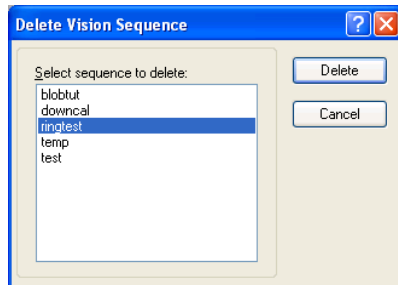 Delete Vision Sequence
Select sequence to delete:
blobtut
downcal
ringtest
temp
test
Delete
Cancel